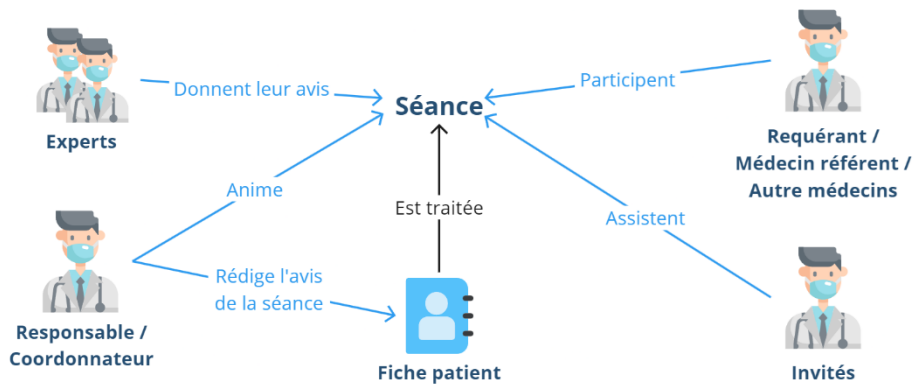 Donnent leur avis
Séance
Participent
Experts
Requérant /
Médecin référent /
Autre médecins
Anime
Est traitée
Assistent
Rédige l'avis
de la séance
Responsable /
Coordonnateur
Fiche patient
Invités